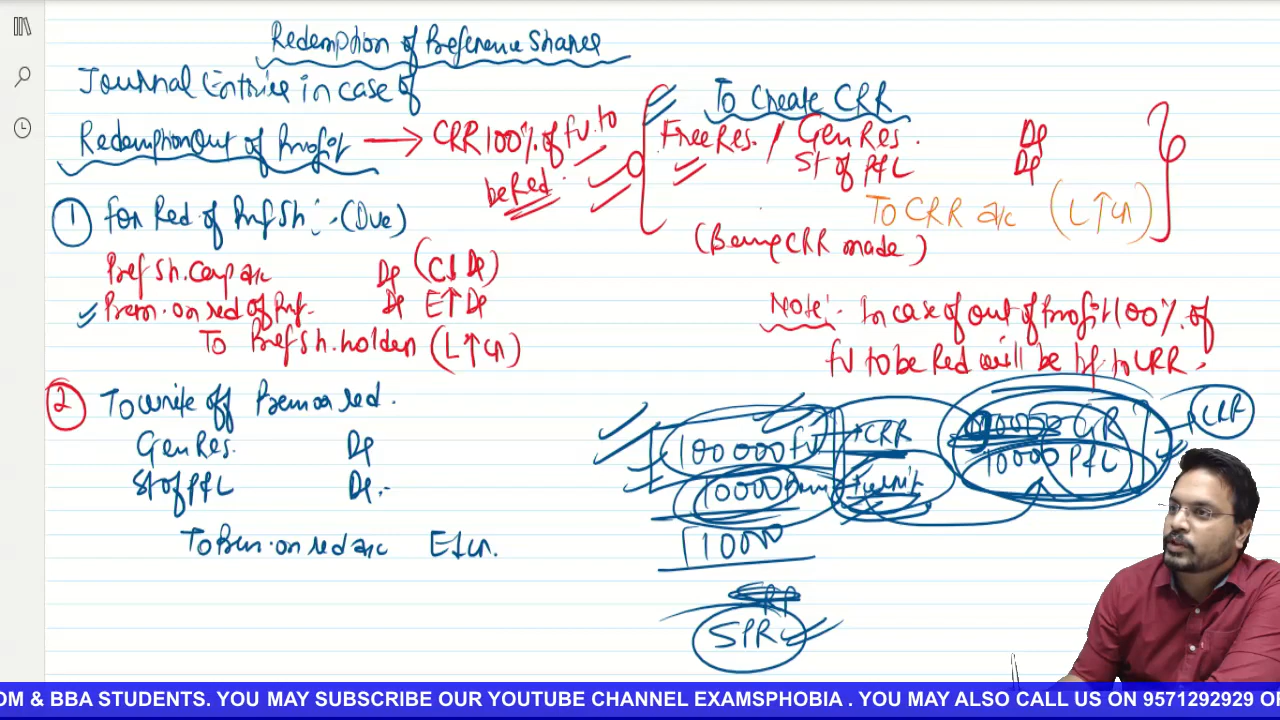 Redemption of Preference Shares
Journal Entries in case of
Redemption Out of Profit → CRR 100% of FV. to
be Red.
To Create CRR
Free Res. / Gen Res. Dr
St of P/L Dr
To CRR a/c (L↑ Cr)
(Being CRR made)
① for Red of Pref Sh :- (Due)
Pref Sh. Cap a/c Dr (C↓ Dr)
Prem. on red of Pref. Dr E↑ Dr
To Pref Sh. holders (L↑ Cr)
Note:- In case of out of Profit 100% of
FV to be Red will be t/f to CRR.
② To write off Prem on red.
Gen Res. Dr
St of P/L Dr.
To Prem. on red a/c E↓ Cr.
100000 FV → CRR
10000 Prem
GR
10000 P/L
CRR
SPR
OM & BBA STUDENTS. YOU MAY SUBSCRIBE OUR YOUTUBE CHANNEL EXAMSPHOBIA . YOU MAY ALSO CALL US ON 9571292929 O